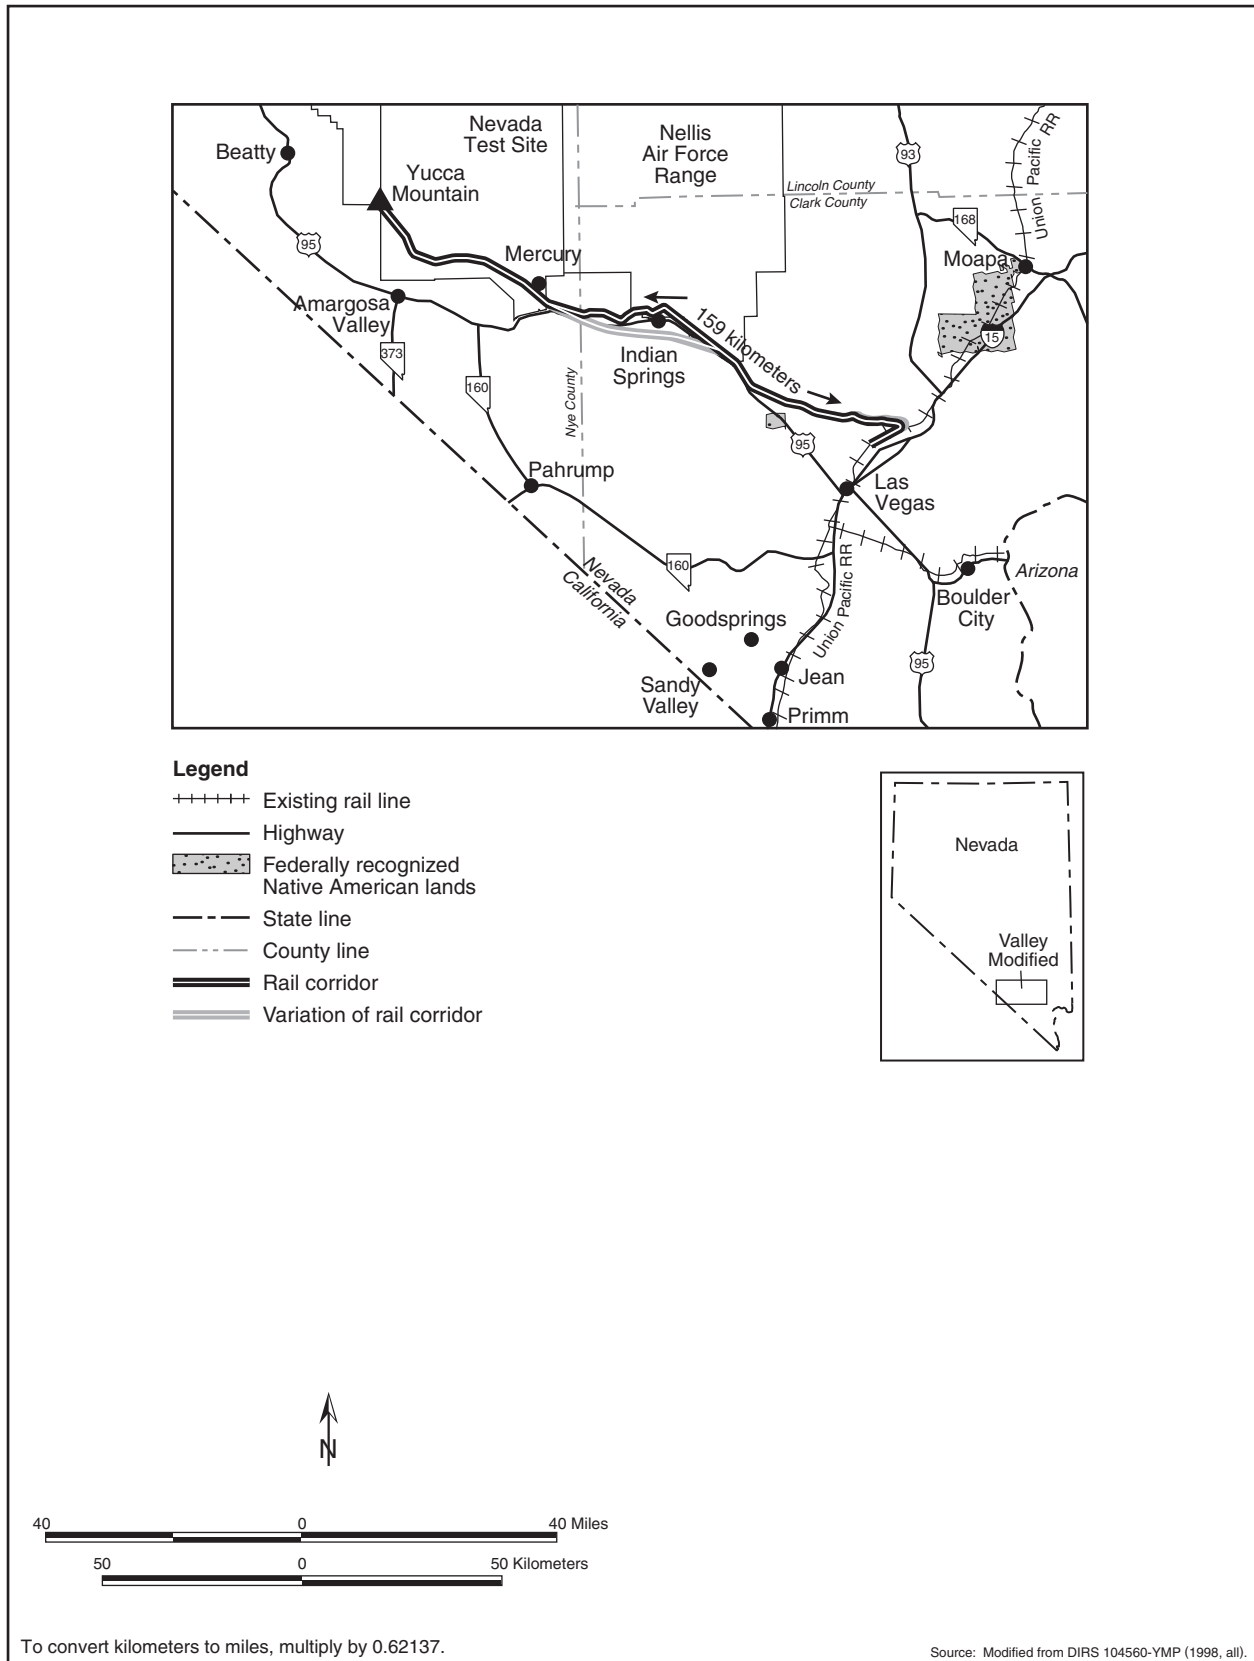 Nevada
Test Site
Nellis
Air Force
Range
Beatty
Yucca
Mountain
93
Union Pacific RR
Lincoln County
Clark County
168
95
Mercury
Moapa
Amargosa
Valley
159 kilometers
15
373
Indian
Springs
160
Nye County
95
Pahrump
Las
Vegas
160
Nevada
California
Union Pacific RR
Arizona
Boulder
City
Goodsprings
95
Jean
Sandy
Valley
Primm
Legend
Existing rail line
Highway
Federally recognized
Native American lands
State line
County line
Rail corridor
Variation of rail corridor
Nevada
Valley
Modified
N
40 0 40 Miles
50 0 50 Kilometers
To convert kilometers to miles, multiply by 0.62137.
Source: Modified from DIRS 104560-YMP (1998, all).